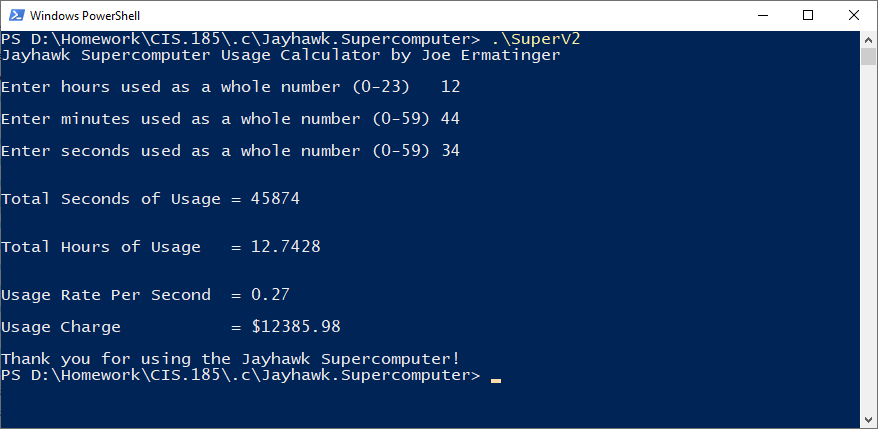 Windows PowerShell
PS D:\Homework\CIS.185\.c\Jayhawk.Supercomputer> .\SuperV2
Jayhawk Supercomputer Usage Calculator by Joe Ermatinger
Enter hours used as a whole number (0-23)   12
Enter minutes used as a whole number (0-59) 44
Enter seconds used as a whole number (0-59) 34
Total Seconds of Usage = 45874
Total Hours of Usage   = 12.7428
Usage Rate Per Second  = 0.27
Usage Charge           = $12385.98
Thank you for using the Jayhawk Supercomputer!
PS D:\Homework\CIS.185\.c\Jayhawk.Supercomputer>